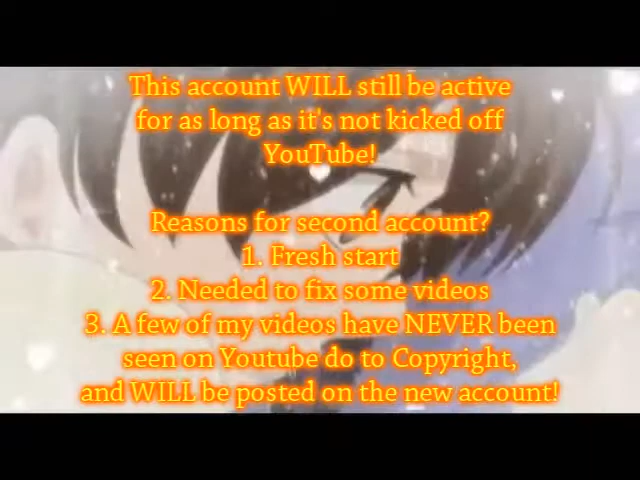 This account WILL still be active
for as long as it's not kicked off
YouTube!
Reasons for second account?
1. Fresh start
2. Needed to fix some videos
3. A few of my videos have NEVER been
seen on Youtube do to Copyright,
and WILL be posted on the new account!